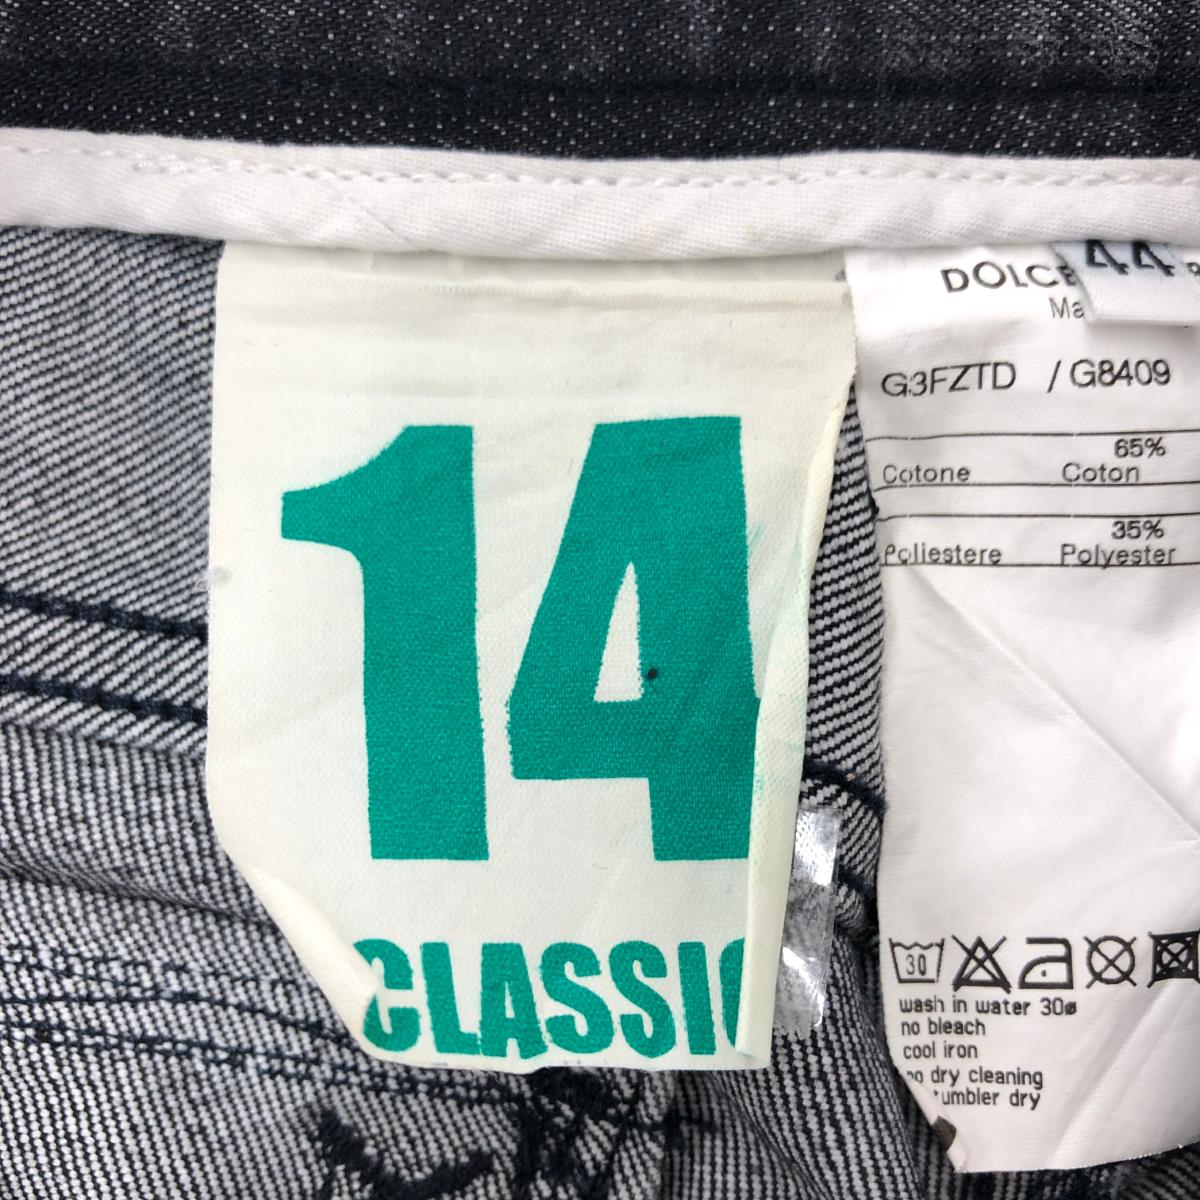 14
CLASSIC
44
DOLCE
Ma
G3FZTD / G8409
65%
Cotone Coton
35%
Poliestere Polyester
30
wash in water 30ø
no bleach
cool iron
no dry cleaning
tumbler dry